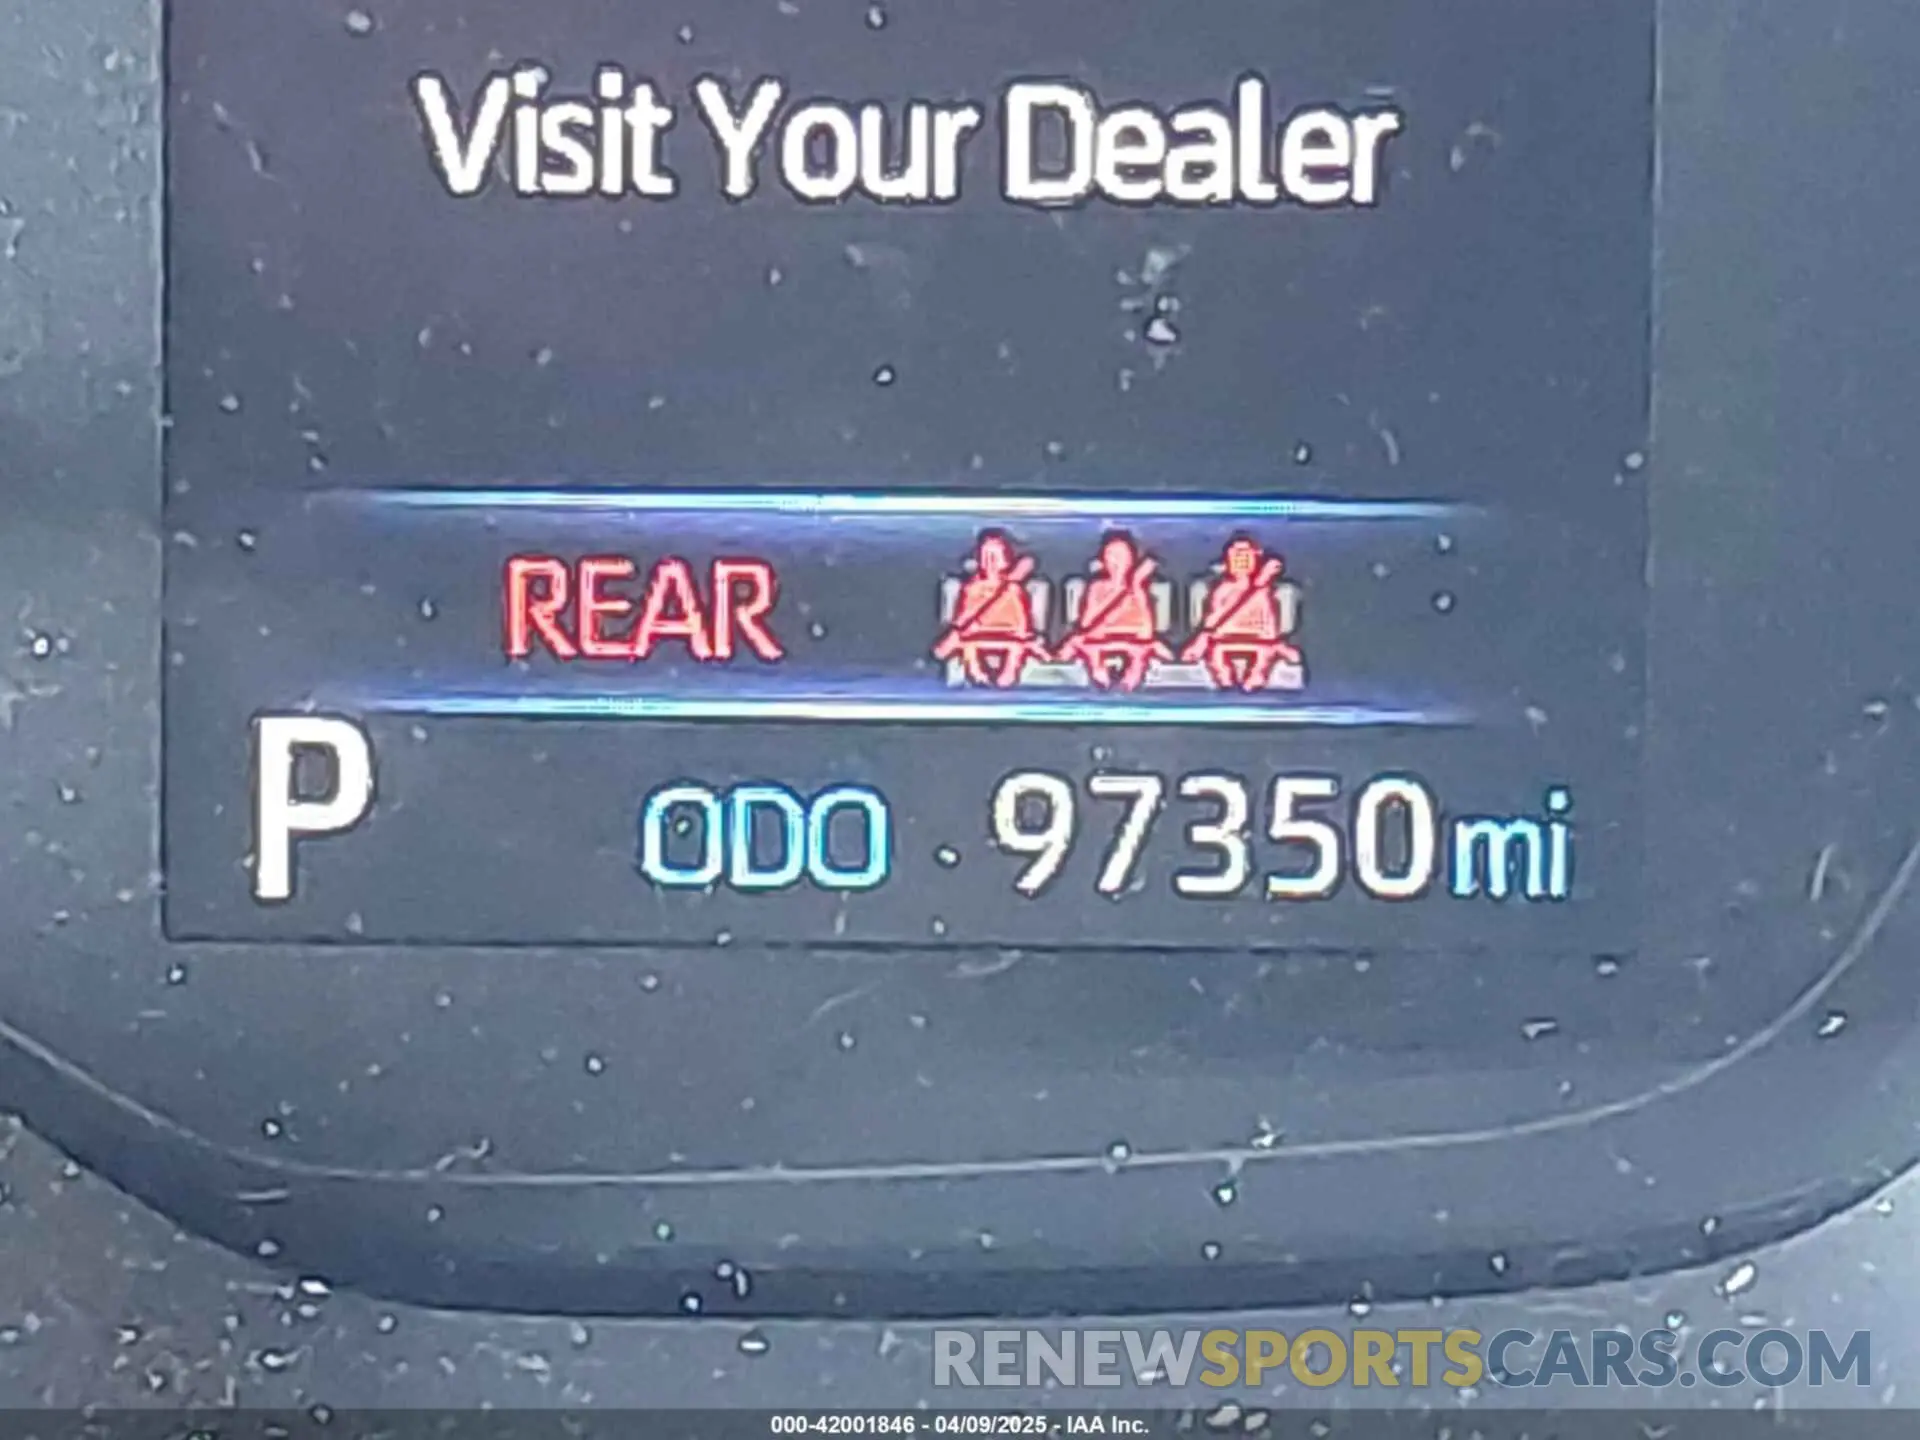 Visit Your Dealer
REAR
P ODO 97350mi
RENEWSPORTSCARS.COM
000-42001846 - 04/09/2025 - IAA Inc.